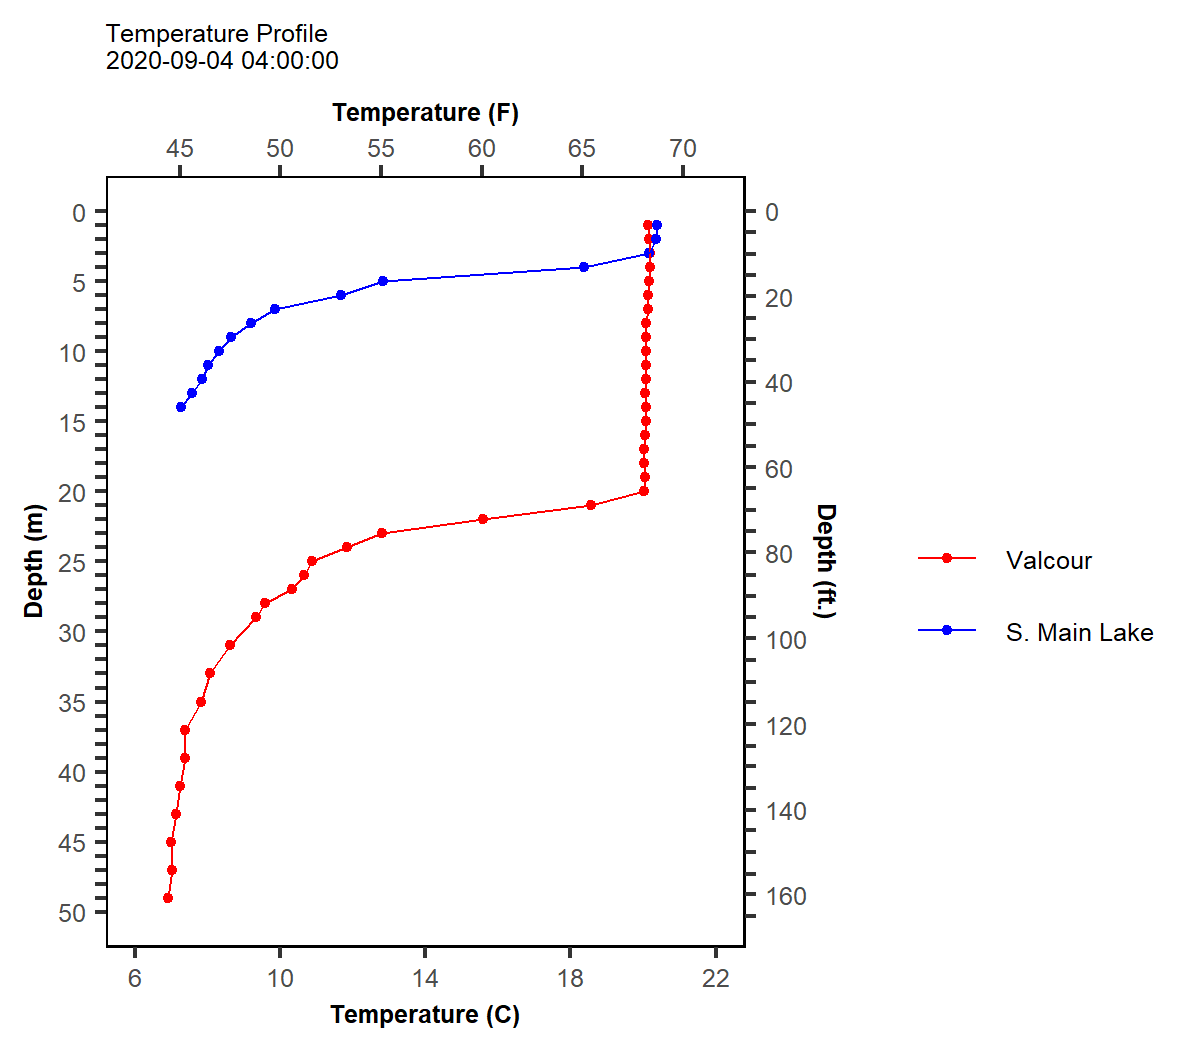 Temperature Profile
2020-09-04 04:00:00
Temperature (F)
45 50 55 60 65 70
0
5
10
15
20
25
30
35
40
45
50
Depth (m)
0
20
40
60
80
100
120
140
160
Depth (ft.)
Valcour
S. Main Lake
6 10 14 18 22
Temperature (C)